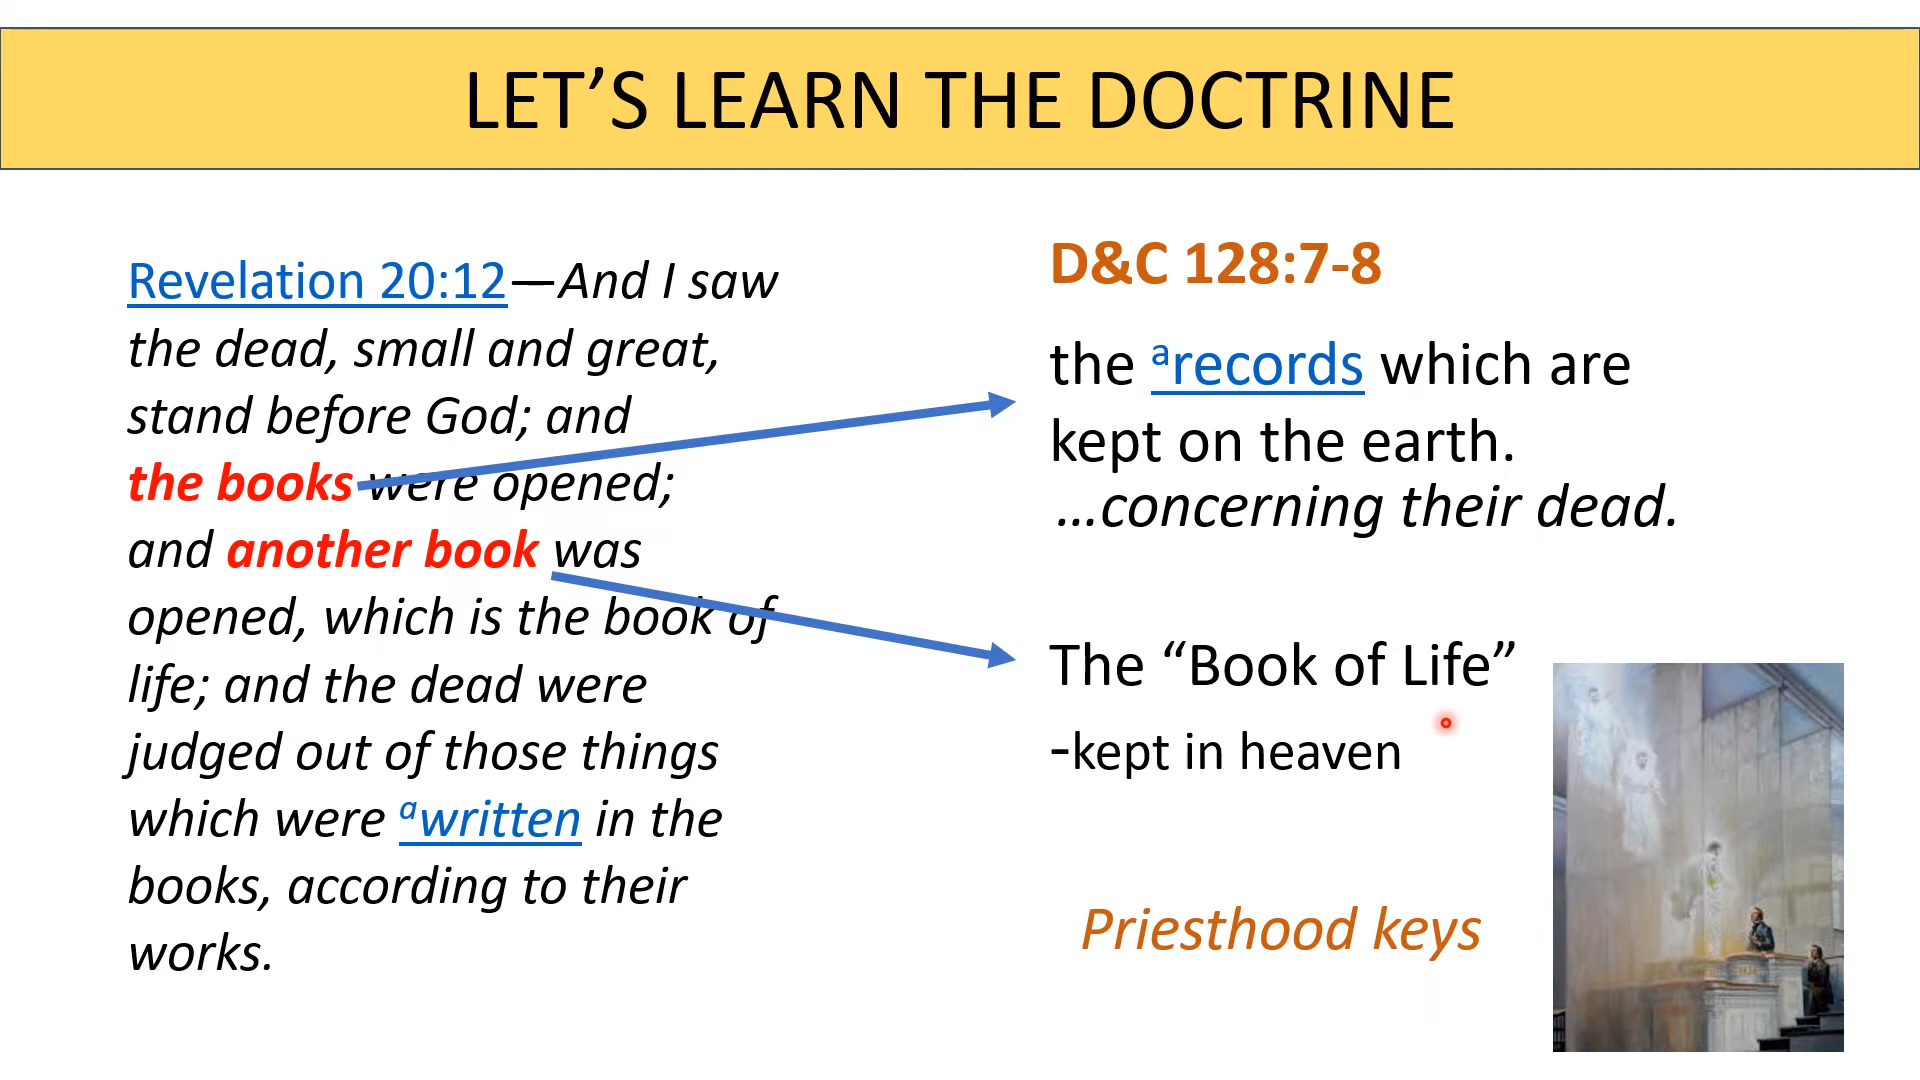 LET’S LEARN THE DOCTRINE
Revelation 20:12—And I saw
the dead, small and great,
stand before God; and
the books were opened;
and another book was
opened, which is the book of
life; and the dead were
judged out of those things
which were ᵃwritten in the
books, according to their
works.
D&C 128:7-8
the ᵃrecords which are
kept on the earth.
...concerning their dead.
The “Book of Life”
-kept in heaven
Priesthood keys